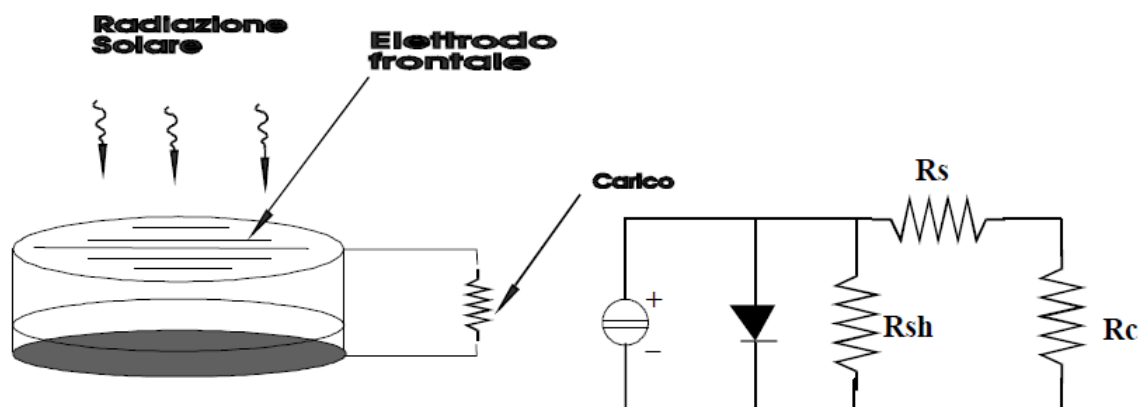 Radiazione
Solare
Elettrodo
frontale
Carico
Rs
+
−
Rsh
Rc